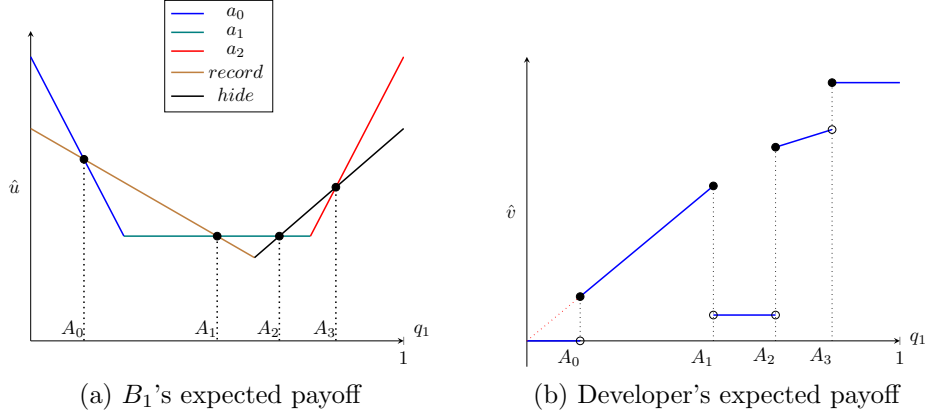 a₀
a₁
a₂
record
hide
û
A₀
A₁
A₂
A₃
q₁
1
(a) B₁'s expected payoff
v̂
A₀
A₁
A₂
A₃
q₁
1
(b) Developer's expected payoff